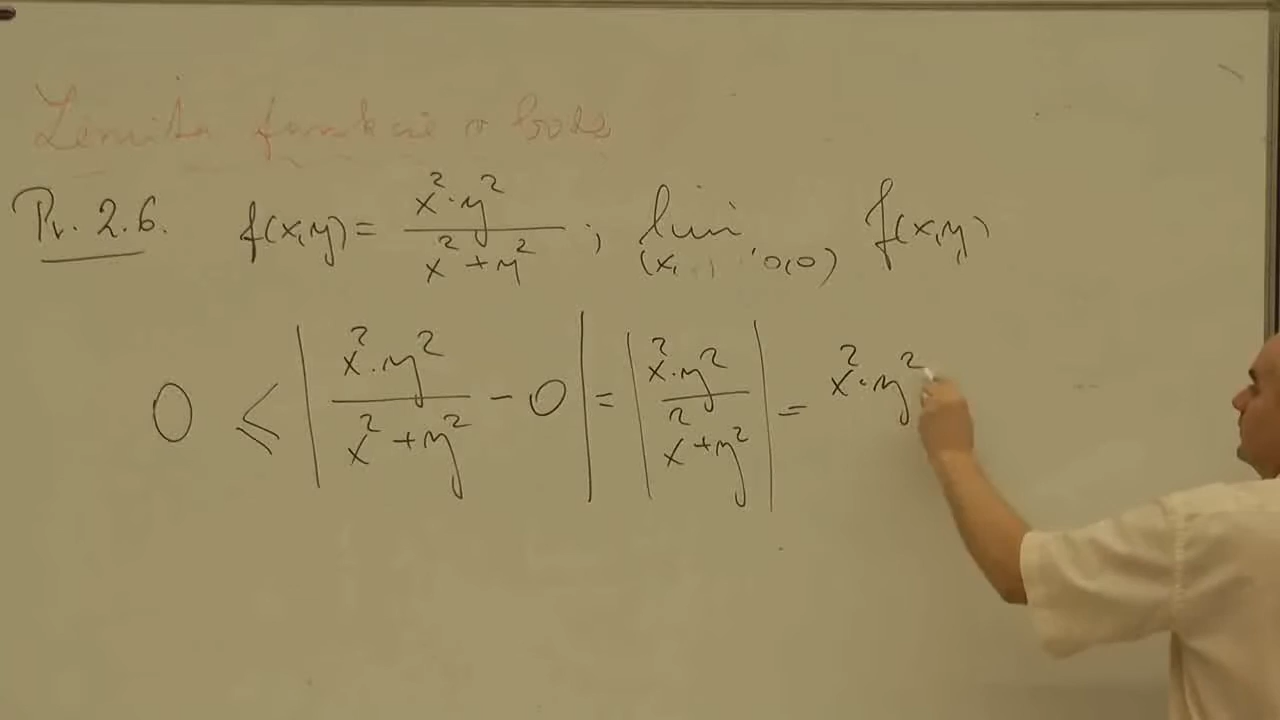 Limita funkcie v bode
Pr. 2.6. f(x,y) = x²·y² / x² + y² ; lim (x, 0,0) f(x,y)
0 ≤ | x²·y² / x² + y² - 0 | = | x²·y² / x² + y² | = x²·y²